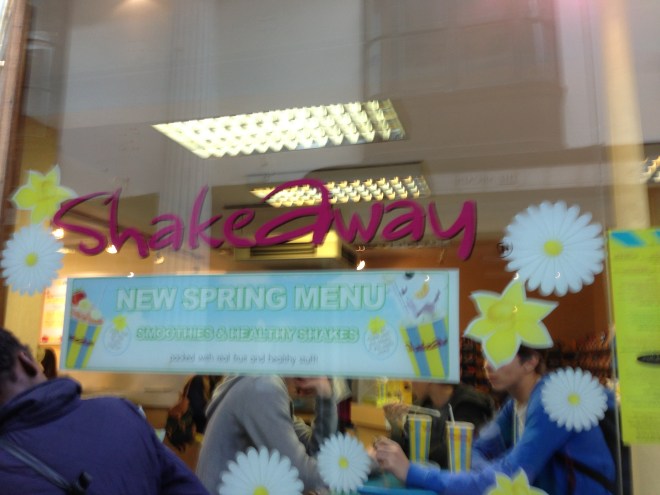 Shakeaway
NEW SPRING MENU
SMOOTHIES & HEALTHY SHAKES
packed with real fruit and healthy stuff!